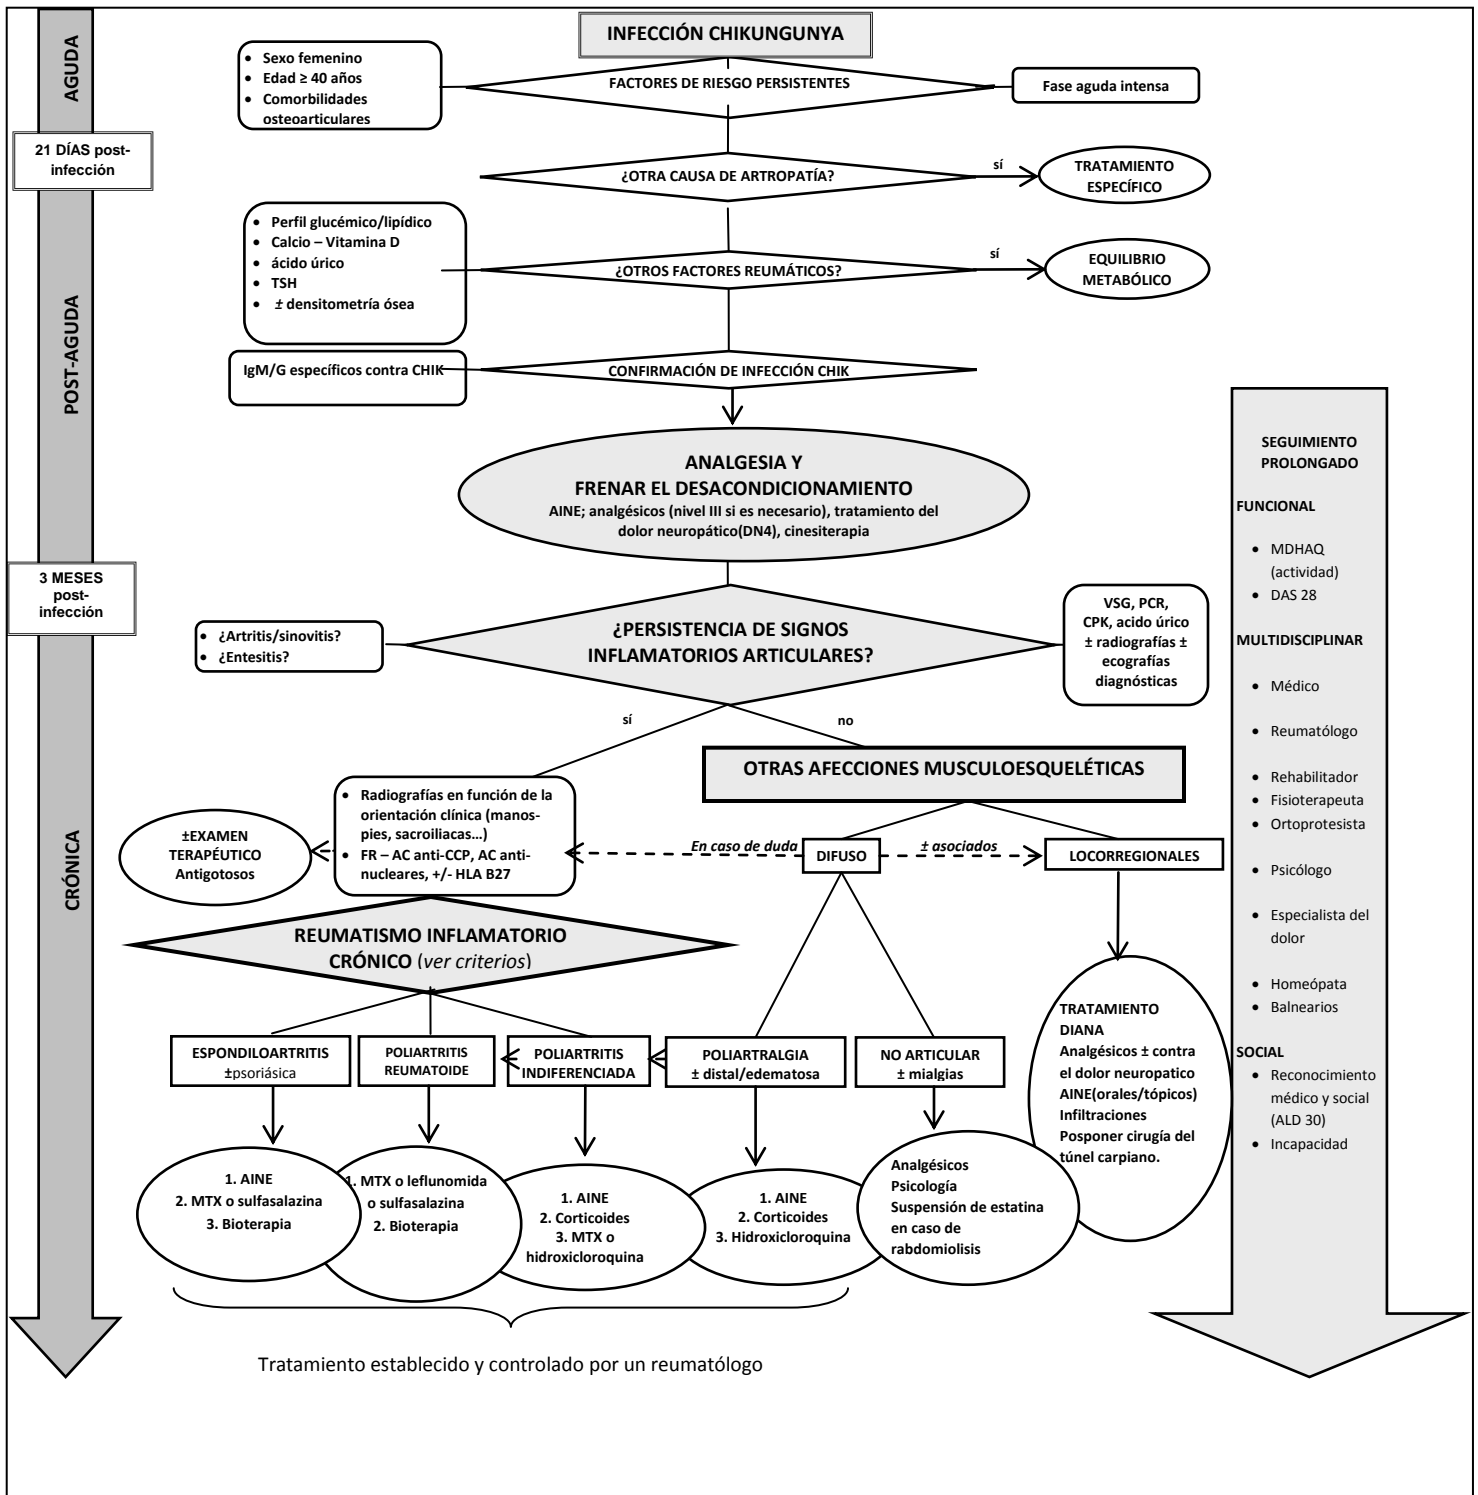 INFECCIÓN CHIKUNGUNYA
AGUDA
• Sexo femenino
• Edad ≥ 40 años
• Comorbilidades
osteoarticulares
FACTORES DE RIESGO PERSISTENTES
Fase aguda intensa
21 DÍAS post-
infección
¿OTRA CAUSA DE ARTROPATÍA?
sí
TRATAMIENTO
ESPECÍFICO
POST-AGUDA
• Perfil glucémico/lipídico
• Calcio – Vitamina D
• ácido úrico
• TSH
• ± densitometría ósea
¿OTROS FACTORES REUMÁTICOS?
sí
EQUILIBRIO
METABÓLICO
IgM/G específicos contra CHIK
CONFIRMACIÓN DE INFECCIÓN CHIK
ANALGESIA Y
FRENAR EL DESACONDICIONAMIENTO
AINE; analgésicos (nivel III si es necesario), tratamiento del
dolor neuropático(DN4), cinesiterapia
3 MESES
post-
infección
CRÓNICA
• ¿Artritis/sinovitis?
• ¿Entesitis?
¿PERSISTENCIA DE SIGNOS
INFLAMATORIOS ARTICULARES?
VSG, PCR,
CPK, acido úrico
± radiografías ±
ecografías
diagnósticas
sí
no
OTRAS AFECCIONES MUSCULOESQUELÉTICAS
±EXAMEN
TERAPÉUTICO
Antigotosos
• Radiografías en función de la
orientación clínica (manos-
pies, sacroiliacas…)
• FR – AC anti-CCP, AC anti-
nucleares, +/- HLA B27
En caso de duda
DIFUSO
± asociados
LOCORREGIONALES
REUMATISMO INFLAMATORIO
CRÓNICO (ver criterios)
ESPONDILOARTRITIS
±psoriásica
POLIARTRITIS
REUMATOIDE
POLIARTRITIS
INDIFERENCIADA
POLIARTRALGIA
± distal/edematosa
NO ARTICULAR
± mialgias
TRATAMIENTO
DIANA
Analgésicos ± contra
el dolor neuropatico
AINE(orales/tópicos)
Infiltraciones
Posponer cirugía del
túnel carpiano.
1. AINE
2. MTX o sulfasalazina
3. Bioterapia
1. MTX o leflunomida
o sulfasalazina
2. Bioterapia
1. AINE
2. Corticoides
3. MTX o
hidroxicloroquina
1. AINE
2. Corticoides
3. Hidroxicloroquina
Analgésicos
Psicología
Suspensión de estatina
en caso de
rabdomiolisis
Tratamiento establecido y controlado por un reumatólogo
SEGUIMIENTO
PROLONGADO
FUNCIONAL
• MDHAQ
(actividad)
• DAS 28
MULTIDISCIPLINAR
• Médico
• Reumatólogo
• Rehabilitador
• Fisioterapeuta
• Ortoprotesista
• Psicólogo
• Especialista del
dolor
• Homeópata
• Balnearios
SOCIAL
• Reconocimiento
médico y social
(ALD 30)
• Incapacidad